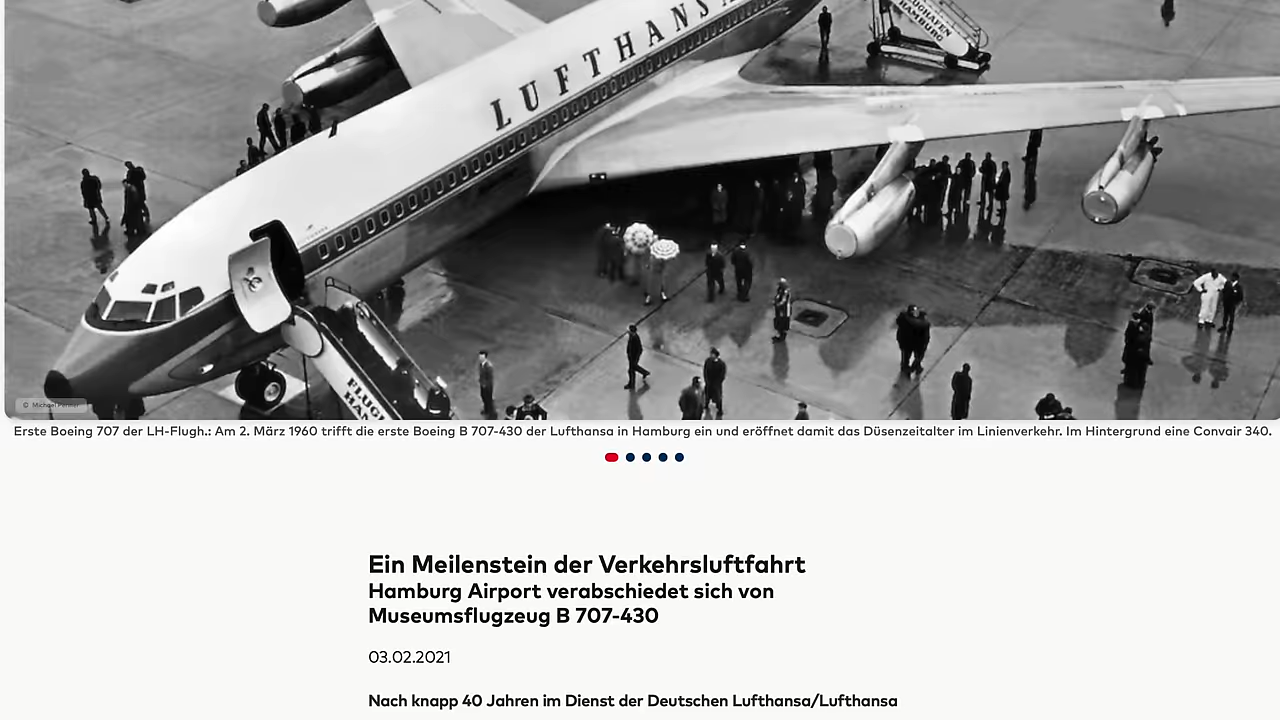 LUFTHANSA
FLUGHAFEN
HAMBURG
© Michael Penner
Erste Boeing 707 der LH-Flugh.: Am 2. März 1960 trifft die erste Boeing B 707-430 der Lufthansa in Hamburg ein und eröffnet damit das Düsenzeitalter im Linienverkehr. Im Hintergrund eine Convair 340.
Ein Meilenstein der Verkehrsluftfahrt
Hamburg Airport verabschiedet sich von
Museumsflugzeug B 707-430
03.02.2021
Nach knapp 40 Jahren im Dienst der Deutschen Lufthansa/Lufthansa